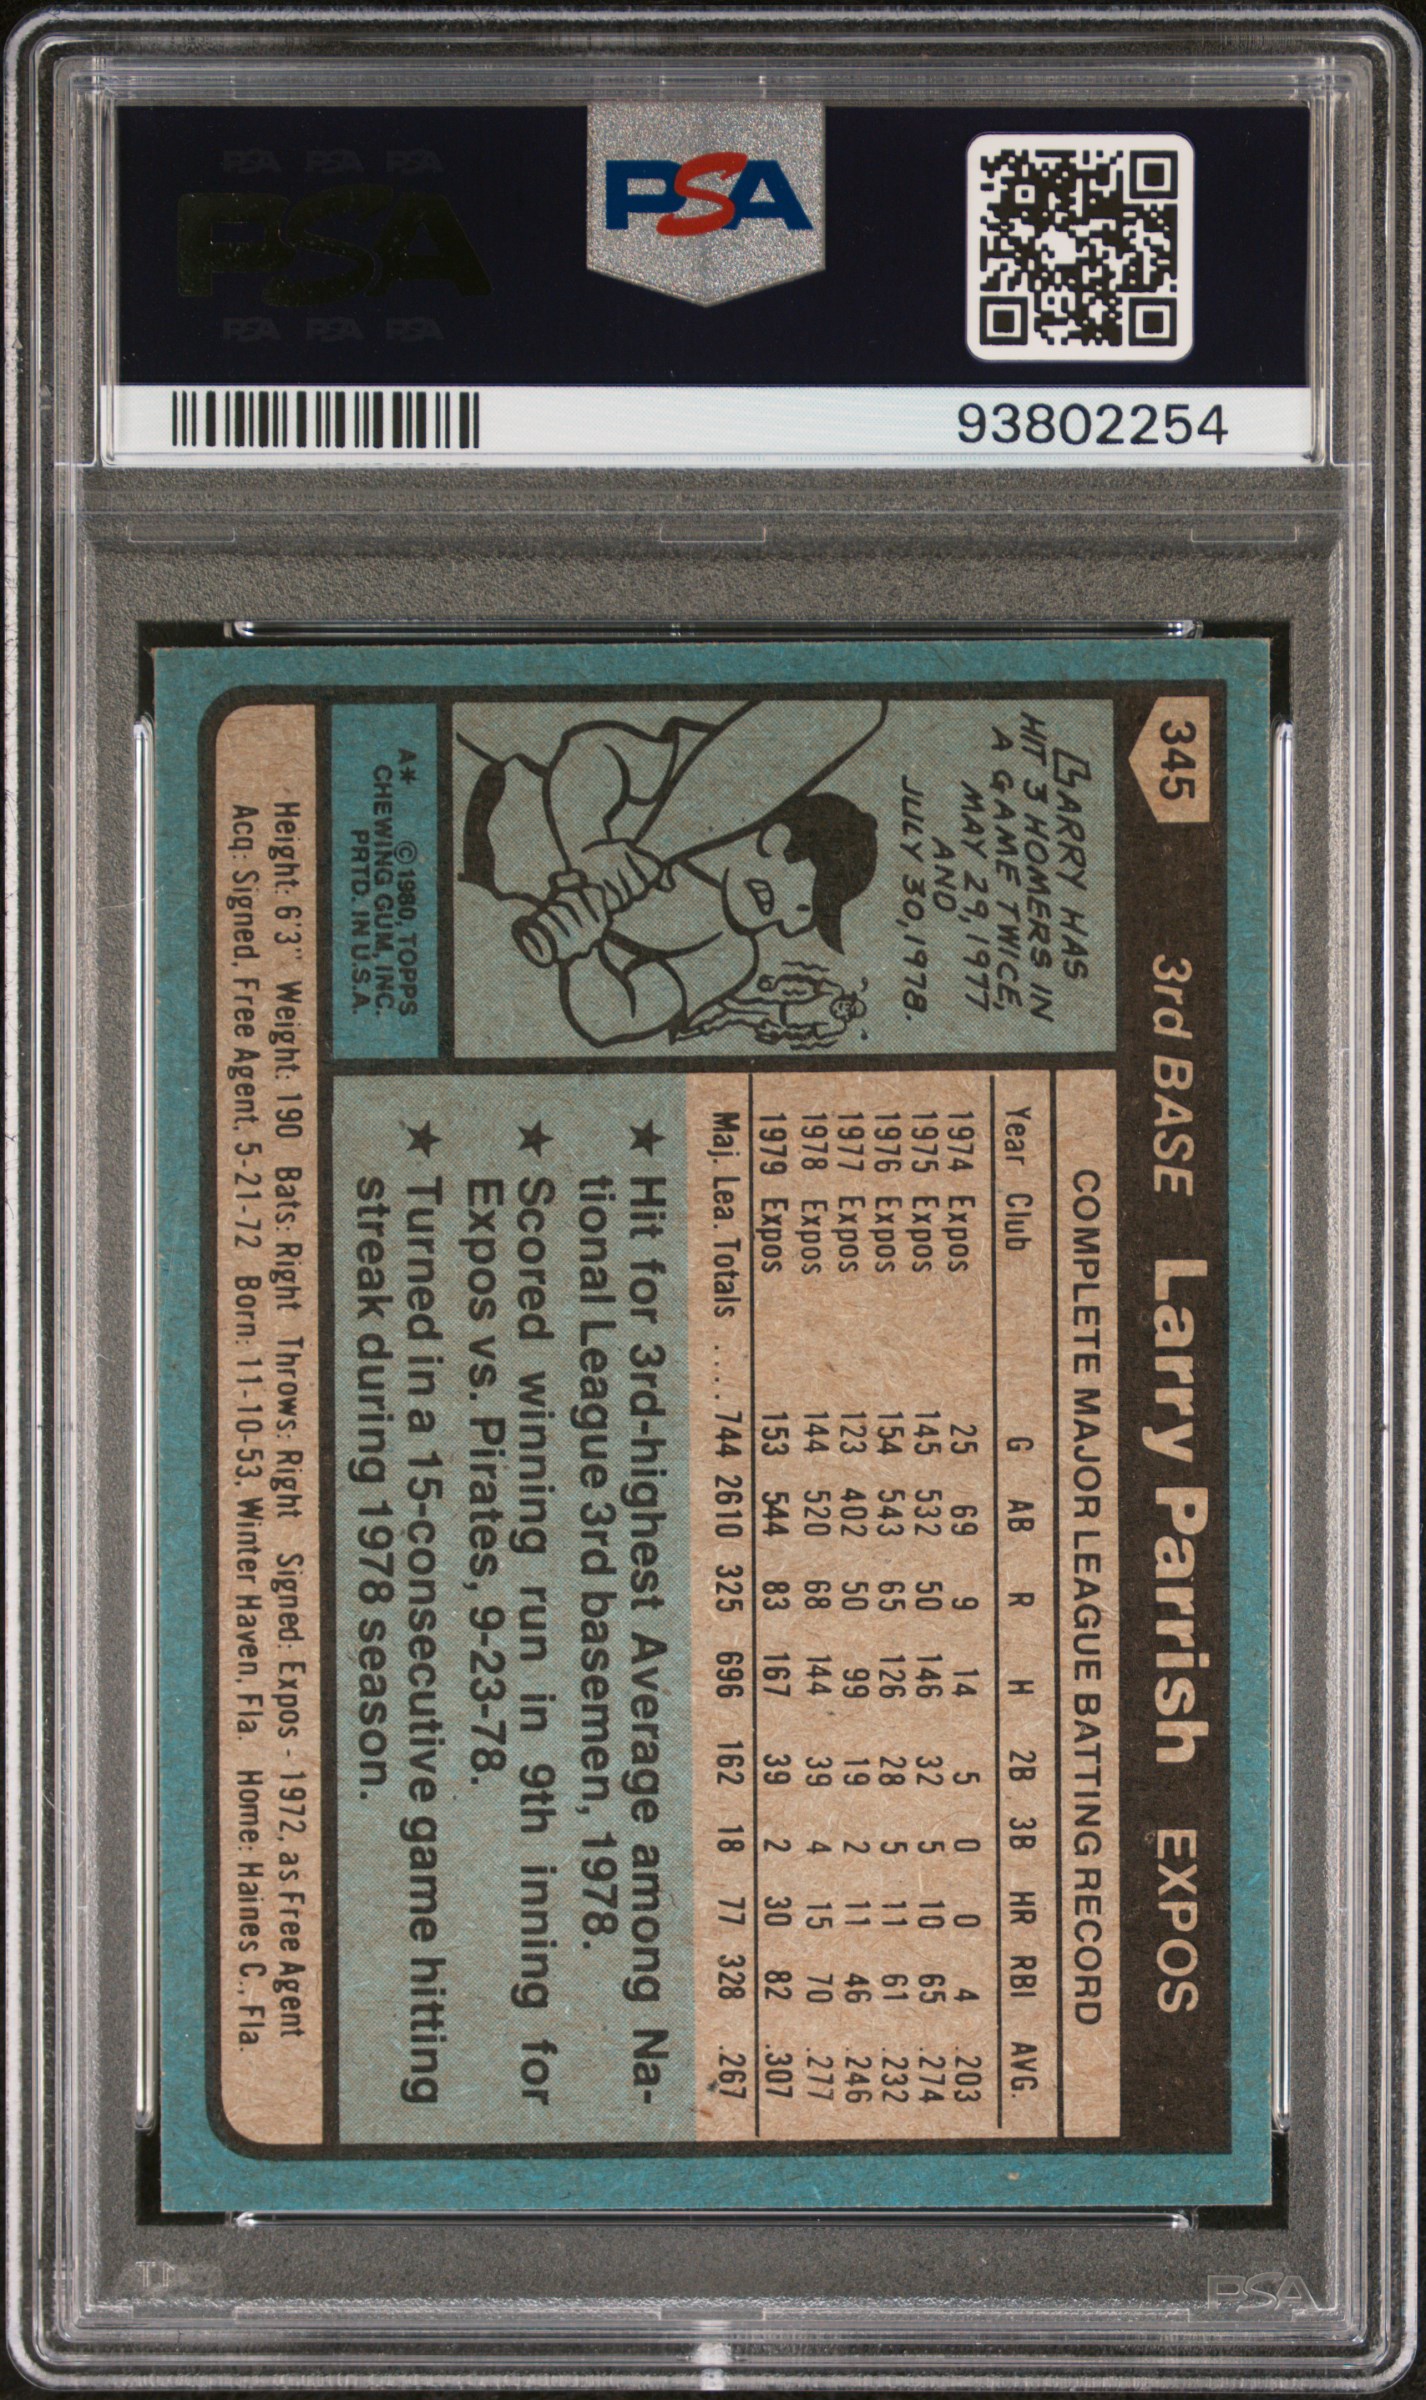 PSA PSA PSA
PSA
PSA PSA PSA
PSA
93802254
345 3rd BASE Larry Parrish EXPOS
LARRY HAS
HIT 3 HOMERS IN
A GAME TWICE,
MAY 29, 1977
AND
JULY 30, 1978.
A* ©1980, TOPPS
CHEWING GUM, INC.
PRTD. IN U.S.A.
COMPLETE MAJOR LEAGUE BATTING RECORD
Year Club G AB R H 2B 3B HR RBI AVG.
1974 Expos 25 69 9 14 5 0 0 4 .203
1975 Expos 145 532 50 146 32 5 10 65 .274
1976 Expos 154 543 65 126 28 5 11 61 .232
1977 Expos 123 402 50 99 19 2 11 46 .246
1978 Expos 144 520 68 144 39 4 15 70 .277
1979 Expos 153 544 83 167 39 2 30 82 .307
Maj. Lea. Totals .... 744 2610 325 696 162 18 77 328 .267
★ Hit for 3rd-highest Average among Na-
tional League 3rd basemen, 1978.
★ Scored winning run in 9th inning for
Expos vs. Pirates, 9-23-78.
★ Turned in a 15-consecutive game hitting
streak during 1978 season.
Height: 6'3" Weight: 190 Bats: Right Throws: Right Signed: Expos - 1972, as Free Agent
Acq: Signed, Free Agent, 5-21-72 Born: 11-10-53, Winter Haven, Fla. Home: Haines C., Fla.
PSA